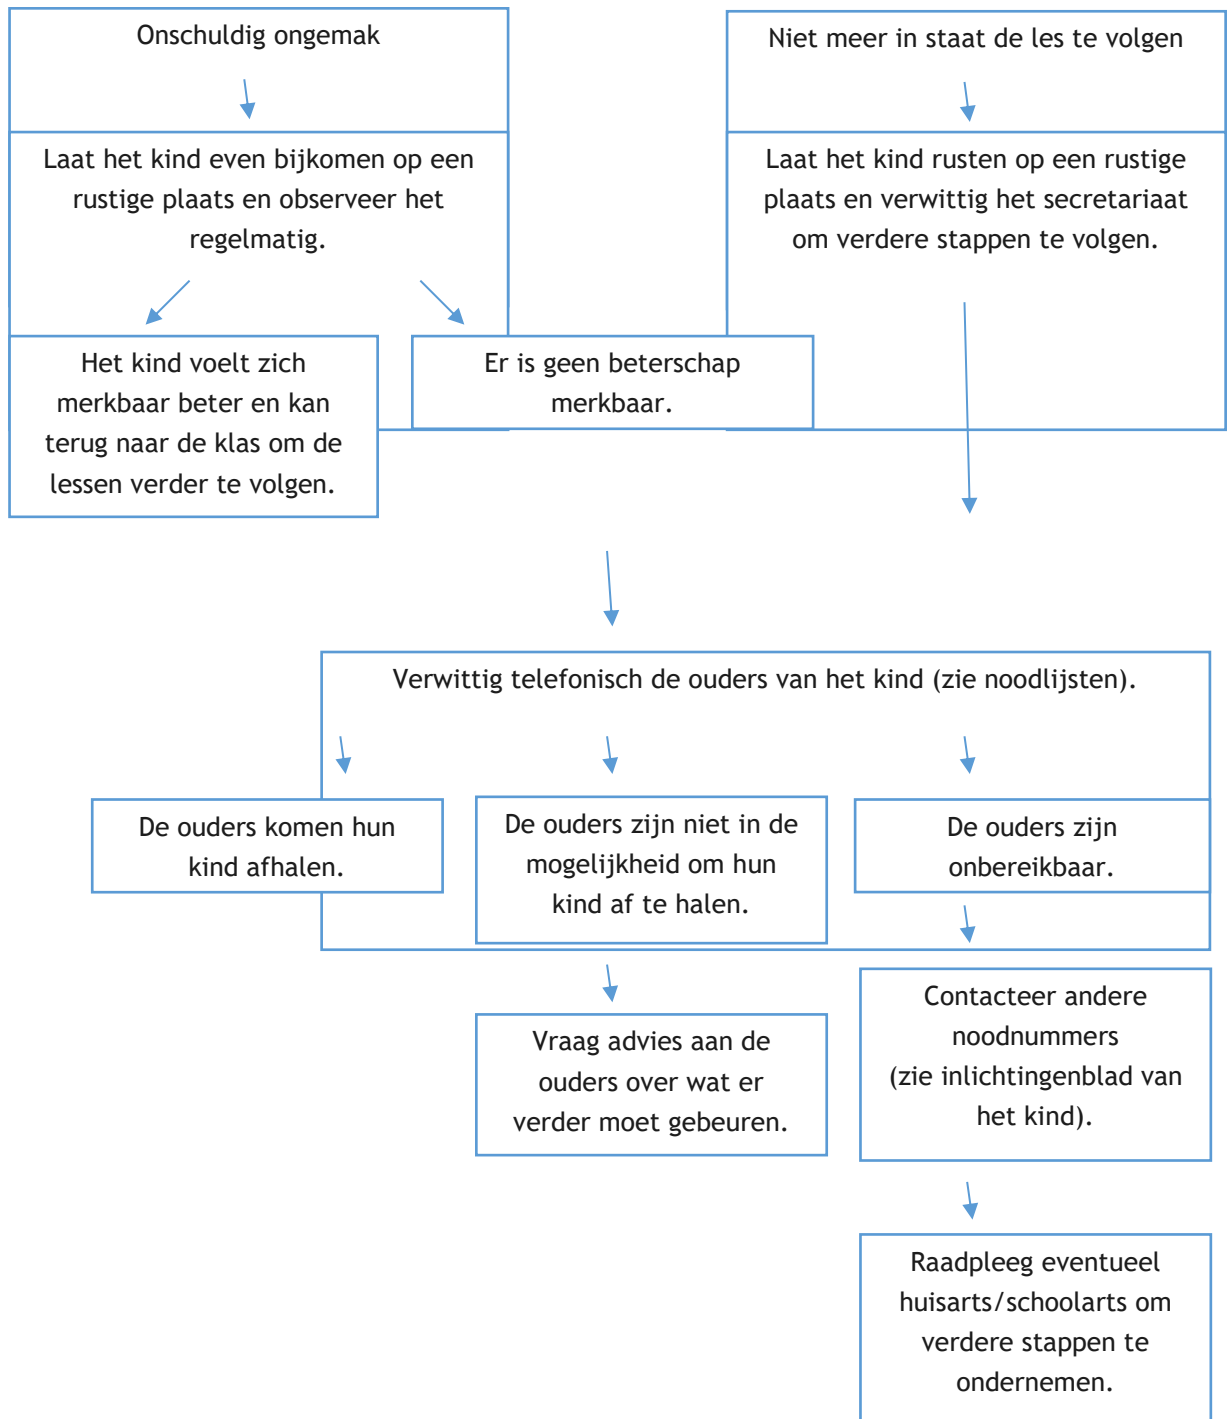 Onschuldig ongemak
Niet meer in staat de les te volgen
Laat het kind even bijkomen op een
rustige plaats en observeer het
regelmatig.
Laat het kind rusten op een rustige
plaats en verwittig het secretariaat
om verdere stappen te volgen.
Het kind voelt zich
merkbaar beter en kan
terug naar de klas om de
lessen verder te volgen.
Er is geen beterschap
merkbaar.
Verwittig telefonisch de ouders van het kind (zie noodlijsten).
De ouders komen hun
kind afhalen.
De ouders zijn niet in de
mogelijkheid om hun
kind af te halen.
De ouders zijn
onbereikbaar.
Vraag advies aan de
ouders over wat er
verder moet gebeuren.
Contacteer andere
noodnummers
(zie inlichtingenblad van
het kind).
Raadpleeg eventueel
huisarts/schoolarts om
verdere stappen te
ondernemen.